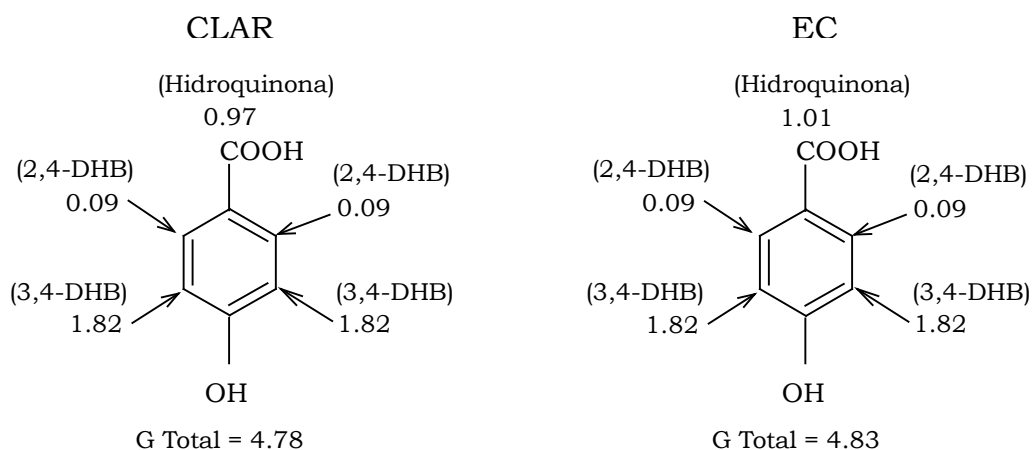 CLAR
(Hidroquinona)
0.97
COOH
(2,4-DHB)
0.09
(2,4-DHB)
0.09
(3,4-DHB)
1.82
(3,4-DHB)
1.82
OH
G Total = 4.78
EC
(Hidroquinona)
1.01
COOH
(2,4-DHB)
0.09
(2,4-DHB)
0.09
(3,4-DHB)
1.82
(3,4-DHB)
1.82
OH
G Total = 4.83